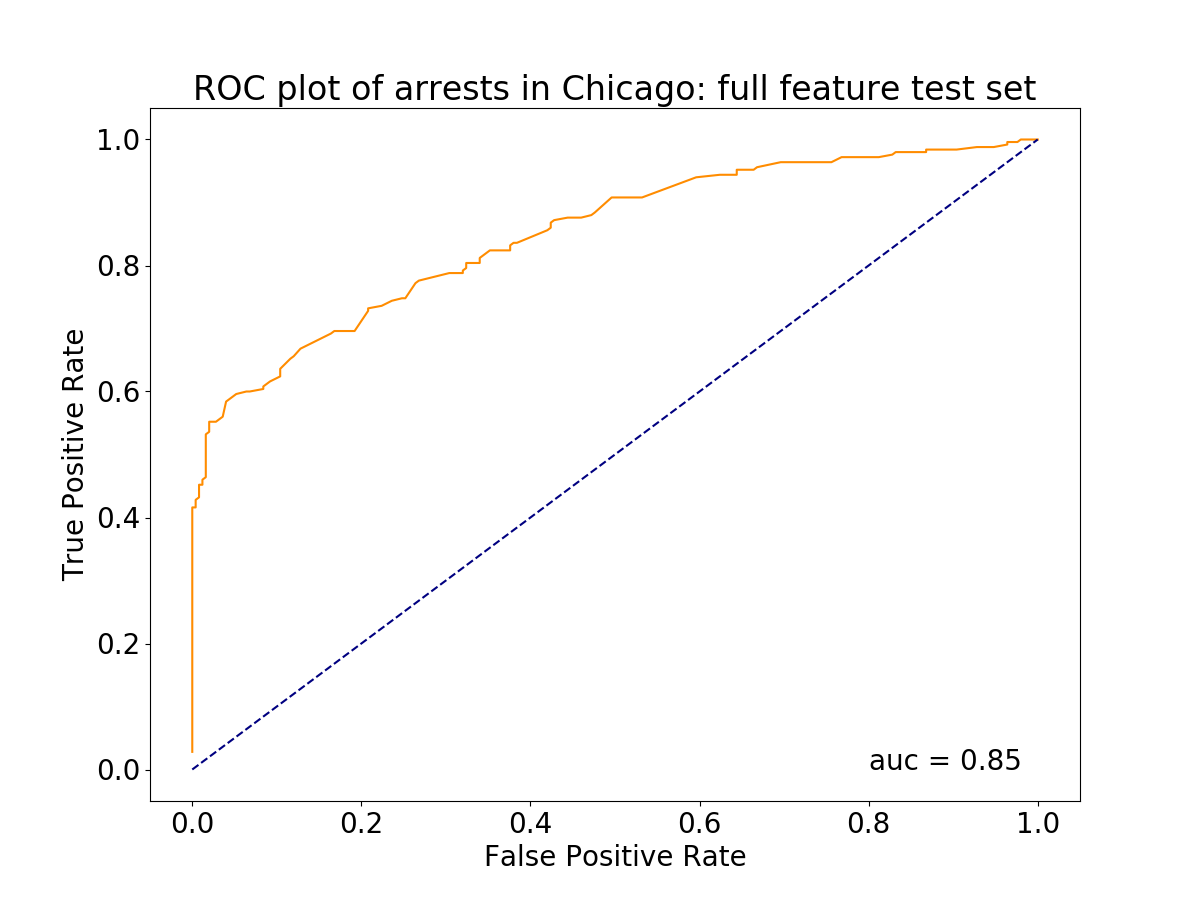 ROC plot of arrests in Chicago: full feature test set
1.0
0.8
0.6
0.4
0.2
0.0
True Positive Rate
auc = 0.85
0.0 0.2 0.4 0.6 0.8 1.0
False Positive Rate